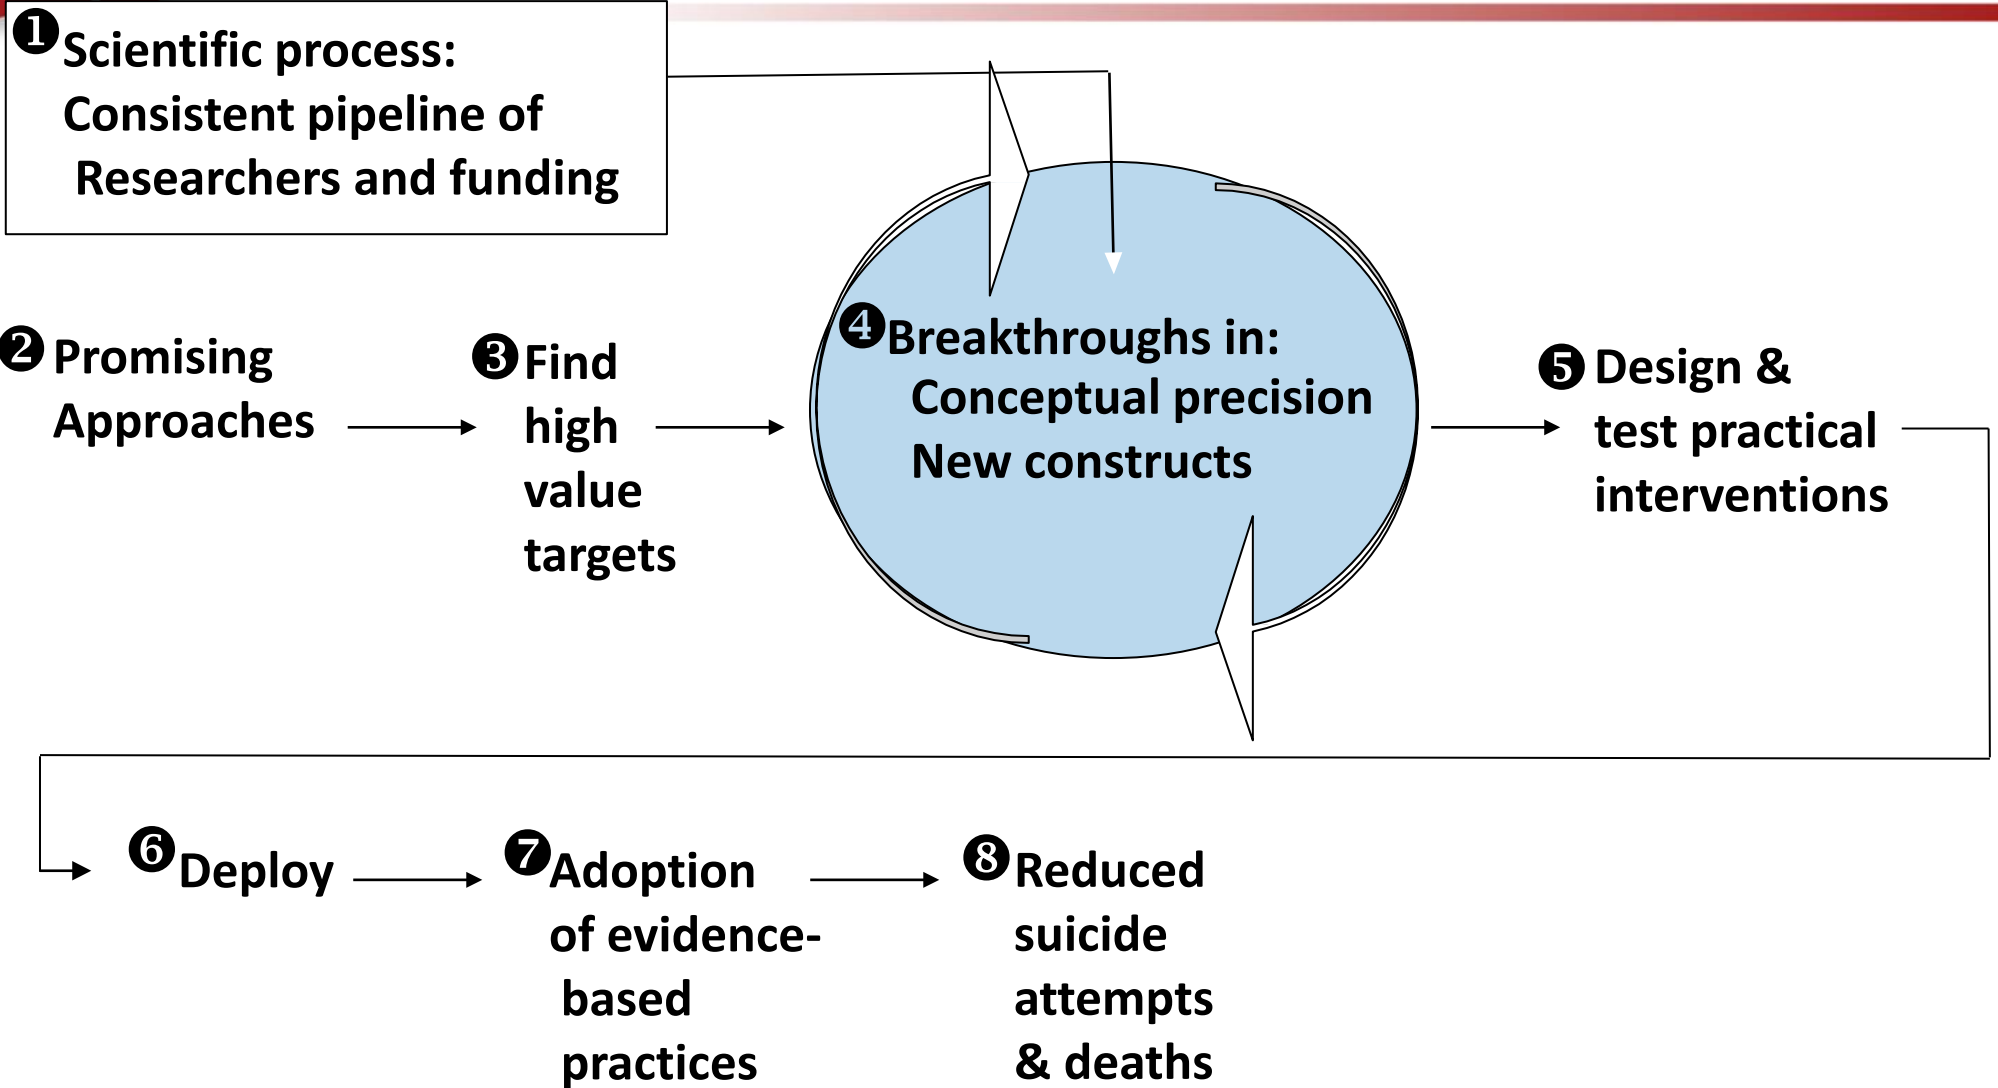 ❶Scientific process:
Consistent pipeline of
Researchers and funding
❷Promising
Approaches
❸Find
high
value
targets
❹Breakthroughs in:
Conceptual precision
New constructs
❺Design &
test practical
interventions
❻Deploy
❼Adoption
of evidence-
based
practices
❽Reduced
suicide
attempts
& deaths